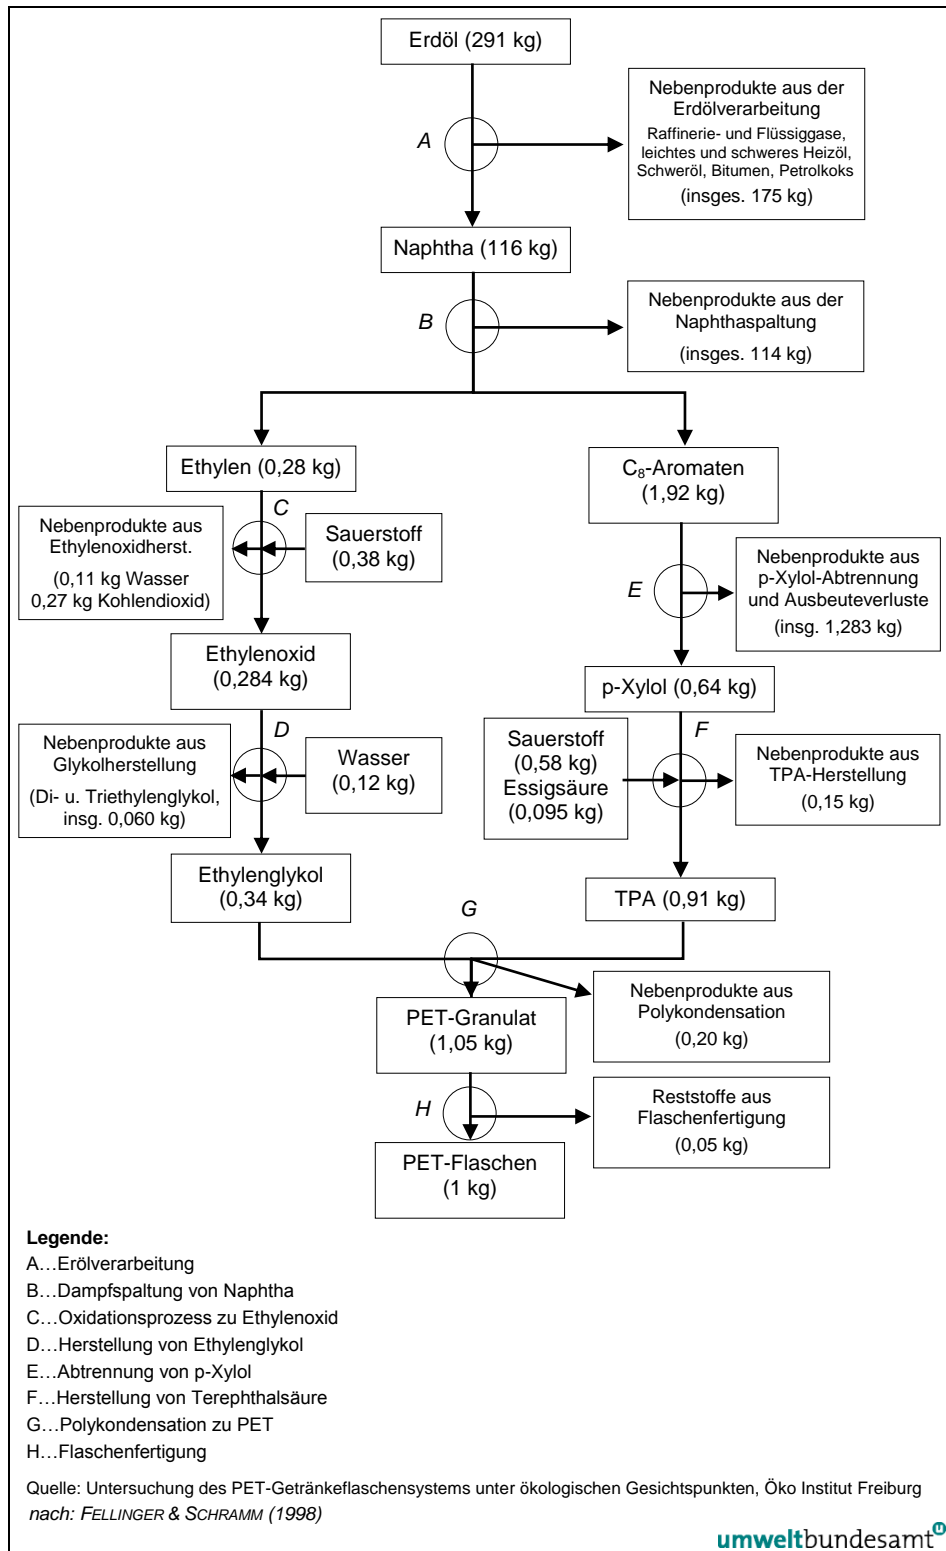 Erdöl (291 kg)
Nebenprodukte aus der
Erdölverarbeitung
Raffinerie- und Flüssiggase,
leichtes und schweres Heizöl,
Schweröl, Bitumen, Petrolkoks
(insges. 175 kg)
A
Naphtha (116 kg)
Nebenprodukte aus der
Naphthaspaltung
(insges. 114 kg)
B
Ethylen (0,28 kg)
C₈-Aromaten
(1,92 kg)
C
Nebenprodukte aus
Ethylenoxidherst.
(0,11 kg Wasser
0,27 kg Kohlendioxid)
Sauerstoff
(0,38 kg)
E
Nebenprodukte aus
p-Xylol-Abtrennung
und Ausbeuteverluste
(insg. 1,283 kg)
Ethylenoxid
(0,284 kg)
p-Xylol (0,64 kg)
D
Nebenprodukte aus
Glykolherstellung
(Di- u. Triethylenglykol,
insg. 0,060 kg)
Wasser
(0,12 kg)
Sauerstoff
(0,58 kg)
Essigsäure
(0,095 kg)
F
Nebenprodukte aus
TPA-Herstellung
(0,15 kg)
Ethylenglykol
(0,34 kg)
TPA (0,91 kg)
G
PET-Granulat
(1,05 kg)
Nebenprodukte aus
Polykondensation
(0,20 kg)
H
Reststoffe aus
Flaschenfertigung
(0,05 kg)
PET-Flaschen
(1 kg)
Legende:
A…Erölverarbeitung
B…Dampfspaltung von Naphtha
C…Oxidationsprozess zu Ethylenoxid
D…Herstellung von Ethylenglykol
E…Abtrennung von p-Xylol
F…Herstellung von Terephthalsäure
G…Polykondensation zu PET
H…Flaschenfertigung
Quelle: Untersuchung des PET-Getränkeflaschensystems unter ökologischen Gesichtspunkten, Öko Institut Freiburg
nach: FELLINGER & SCHRAMM (1998)
umweltbundesamt u